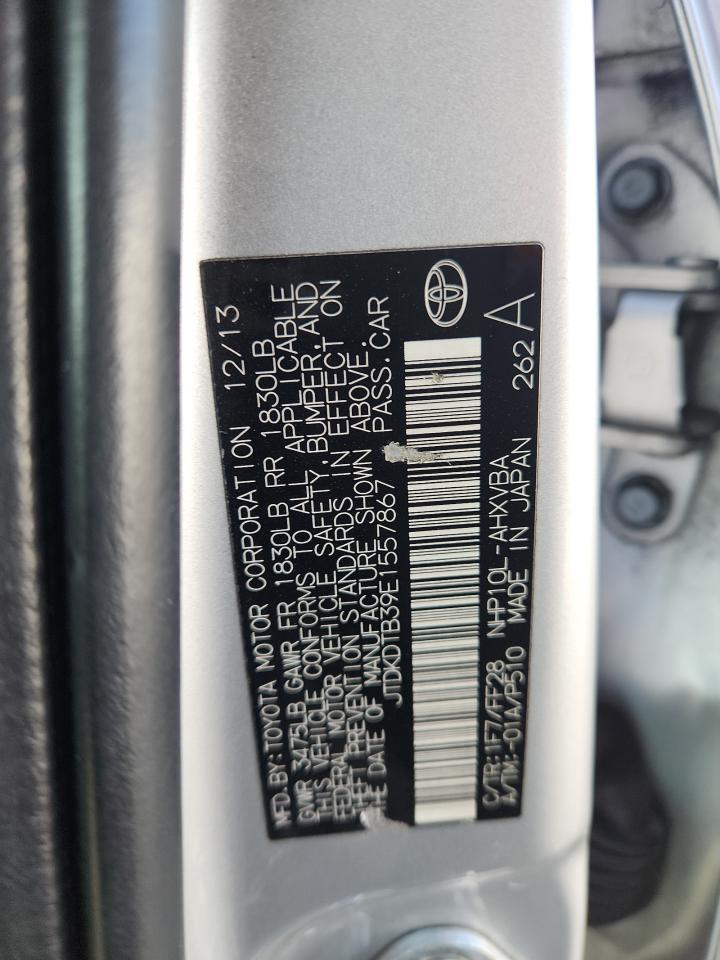 MFD.BY:TOYOTA MOTOR CORPORATION 12/13
GVWR 3475LB GAWR FR 1830LB RR 1830LB
THIS VEHICLE CONFORMS TO ALL APPLICABLE
FEDERAL MOTOR VEHICLE SAFETY,BUMPER,AND
THEFT PREVENTION STANDARDS IN EFFECT ON
THE DATE OF MANUFACTURE SHOWN ABOVE.
JTDKDTB39E1557867 PASS.CAR
C/TR:1F7/FF28 NHP10L-AHXVBA 262
A/TM:-01A/P510 MADE IN JAPAN A